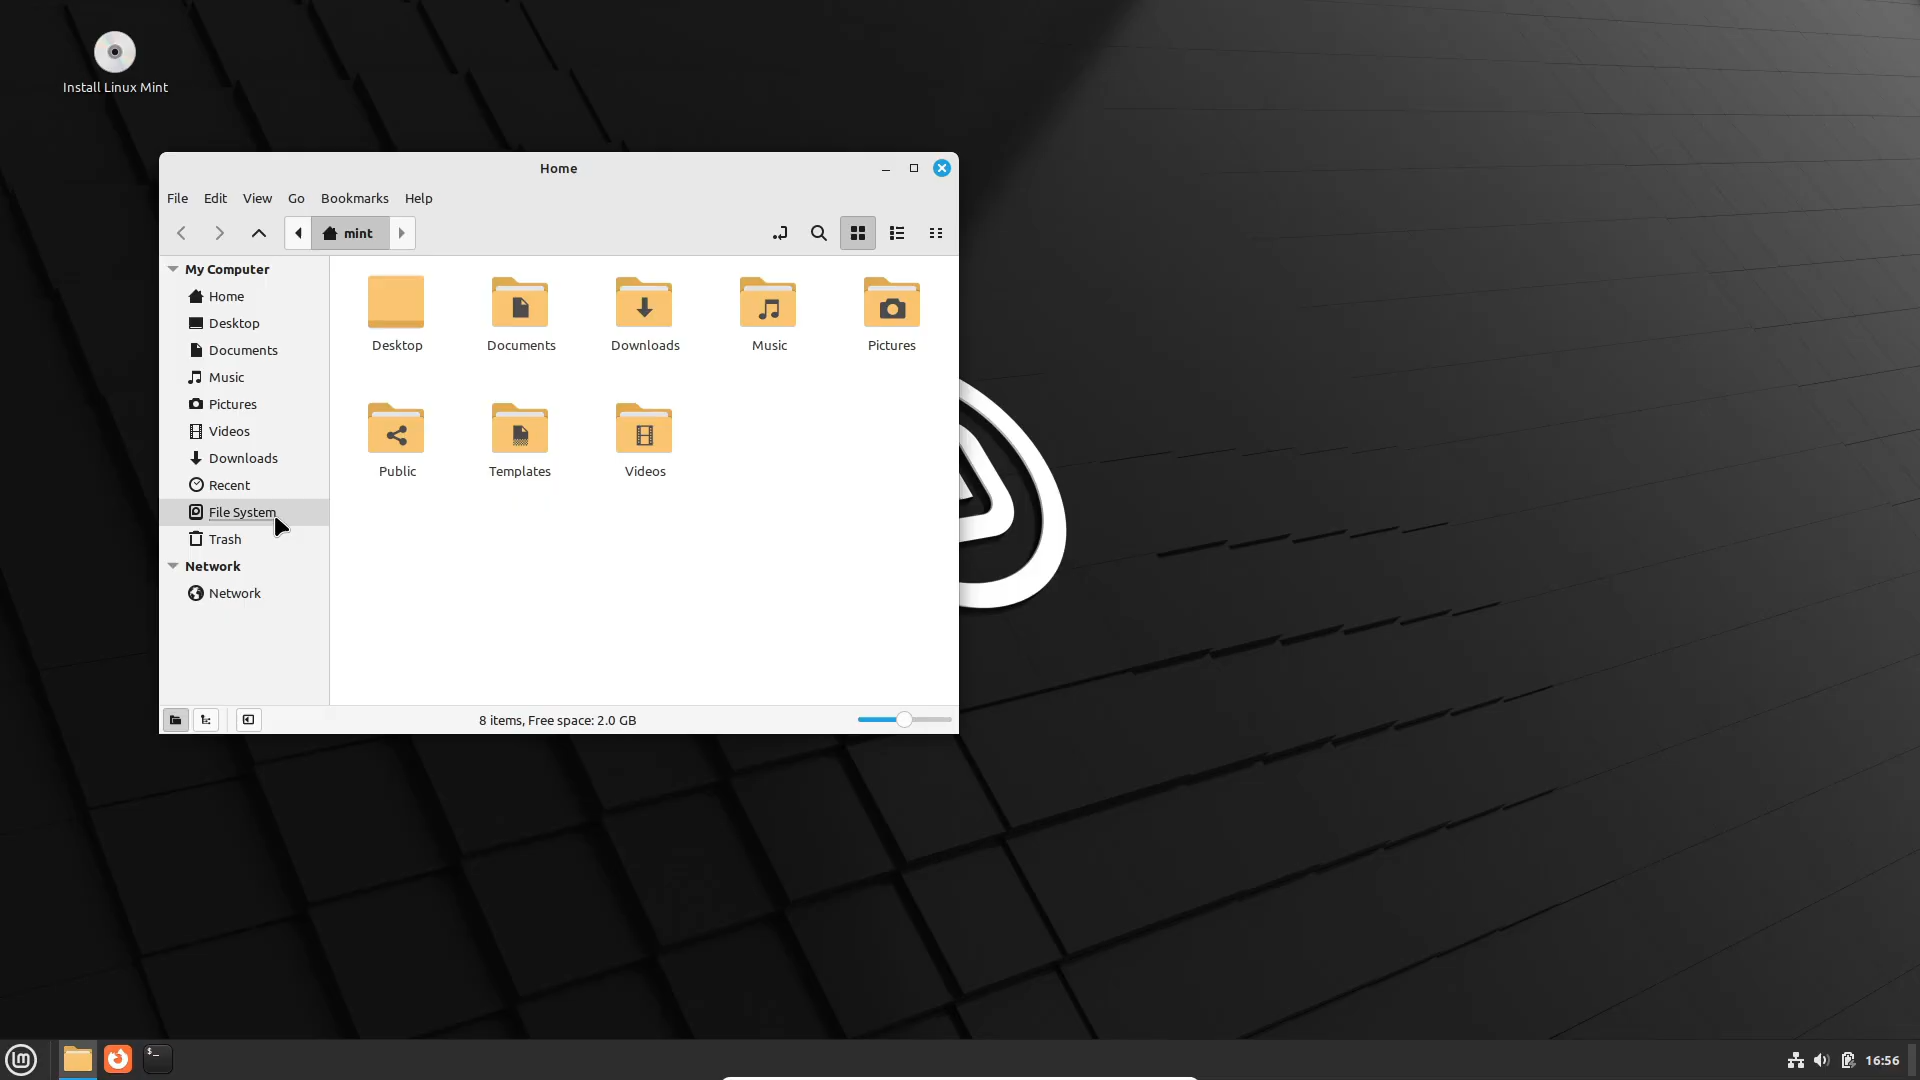 Install Linux Mint
Home
File Edit View Go Bookmarks Help
mint
My Computer
Home
Desktop
Documents
Music
Pictures
Videos
Downloads
Recent
File System
Trash
Network
Network
Desktop Documents Downloads Music Pictures
Public Templates Videos
8 items, Free space: 2.0 GB
16:56